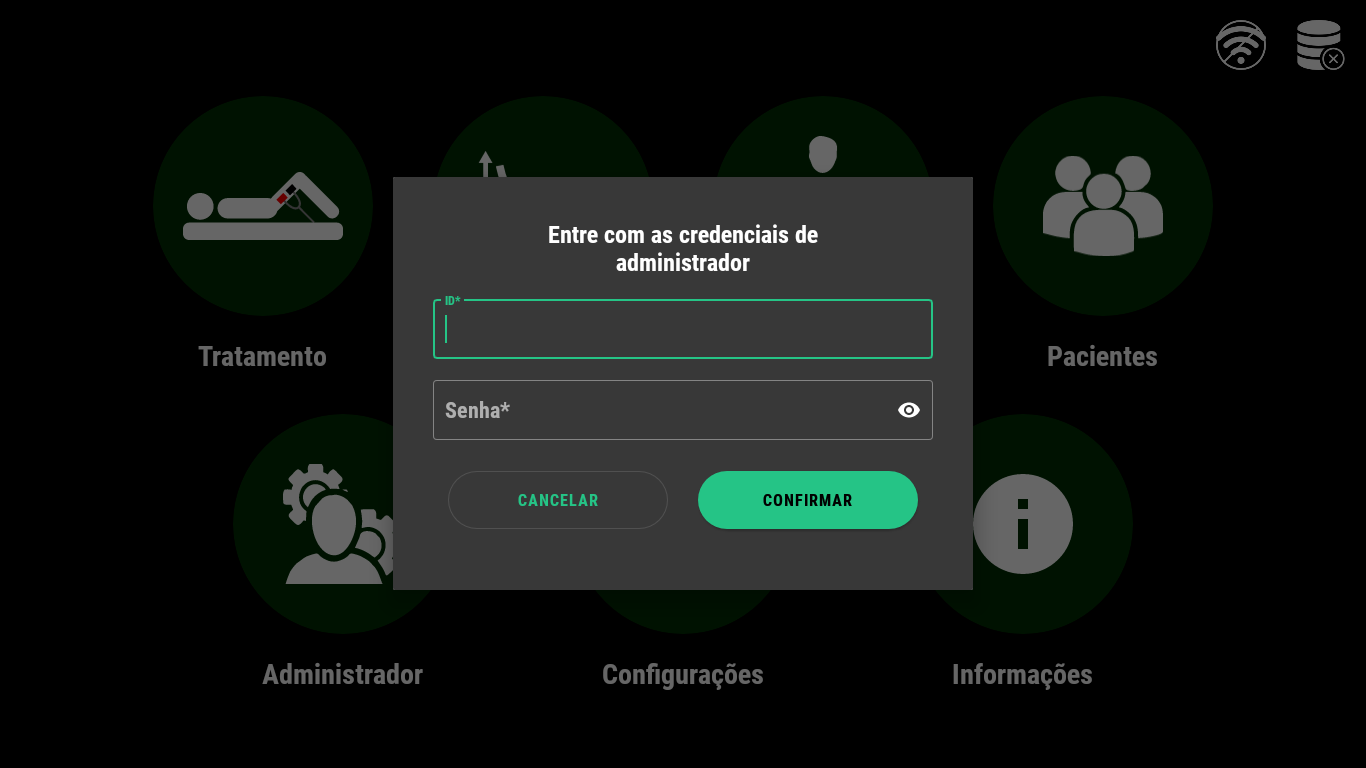 Entre com as credenciais de
administrador
ID*
Senha*
CANCELAR
CONFIRMAR
Tratamento
Pacientes
Administrador
Configurações
Informações